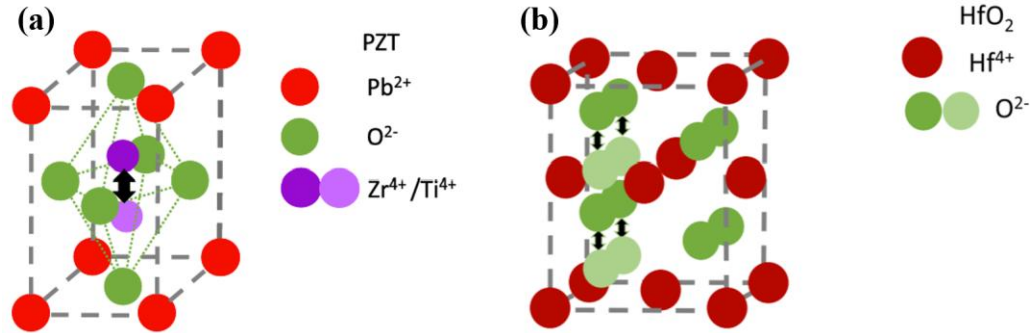 (a)
PZT
Pb²⁺
O²⁻
Zr⁴⁺/Ti⁴⁺
(b)
HfO₂
Hf⁴⁺
O²⁻